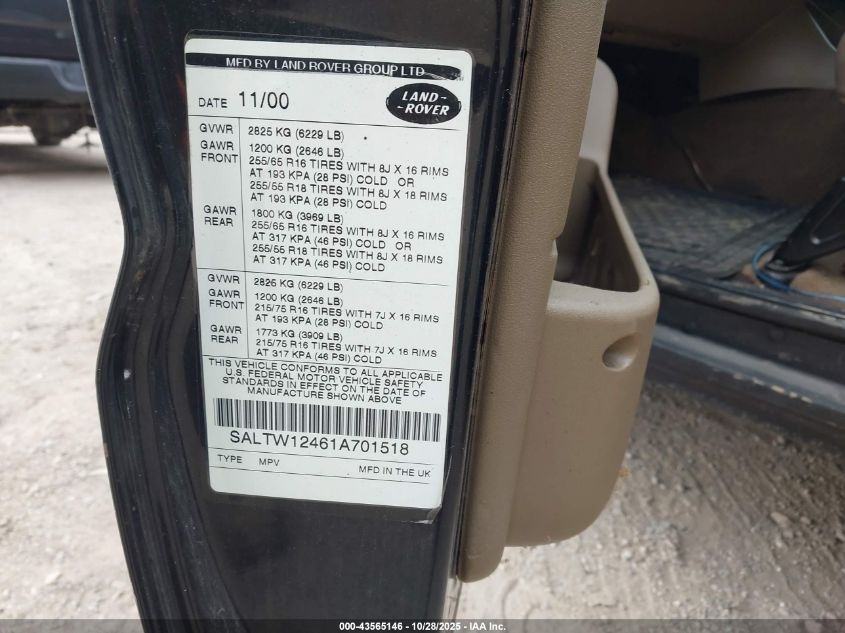 MFD BY LAND ROVER GROUP LTD
DATE 11/00
LAND-
-ROVER
GVWR 2825 KG (6229 LB)
GAWR 1200 KG (2646 LB)
FRONT 255/65 R16 TIRES WITH 8J X 16 RIMS
AT 193 KPA (28 PSI) COLD OR
255/55 R18 TIRES WITH 8J X 18 RIMS
AT 193 KPA (28 PSI) COLD
GAWR 1800 KG (3969 LB)
REAR 255/65 R16 TIRES WITH 8J X 16 RIMS
AT 317 KPA (46 PSI) COLD OR
255/55 R18 TIRES WITH 8J X 18 RIMS
AT 317 KPA (46 PSI) COLD
GVWR 2825 KG (6229 LB)
GAWR 1200 KG (2646 LB)
FRONT 215/75 R16 TIRES WITH 7J X 16 RIMS
AT 193 KPA (28 PSI) COLD
GAWR 1773 KG (3909 LB)
REAR 215/75 R16 TIRES WITH 7J X 16 RIMS
AT 317 KPA (46 PSI) COLD
THIS VEHICLE CONFORMS TO ALL APPLICABLE
U.S. FEDERAL MOTOR VEHICLE SAFETY
STANDARDS IN EFFECT ON THE DATE OF
MANUFACTURE SHOWN ABOVE
SALTW12461A701518
TYPE MPV MFD IN THE UK
000-43565146 - 10/28/2025 - IAA Inc.